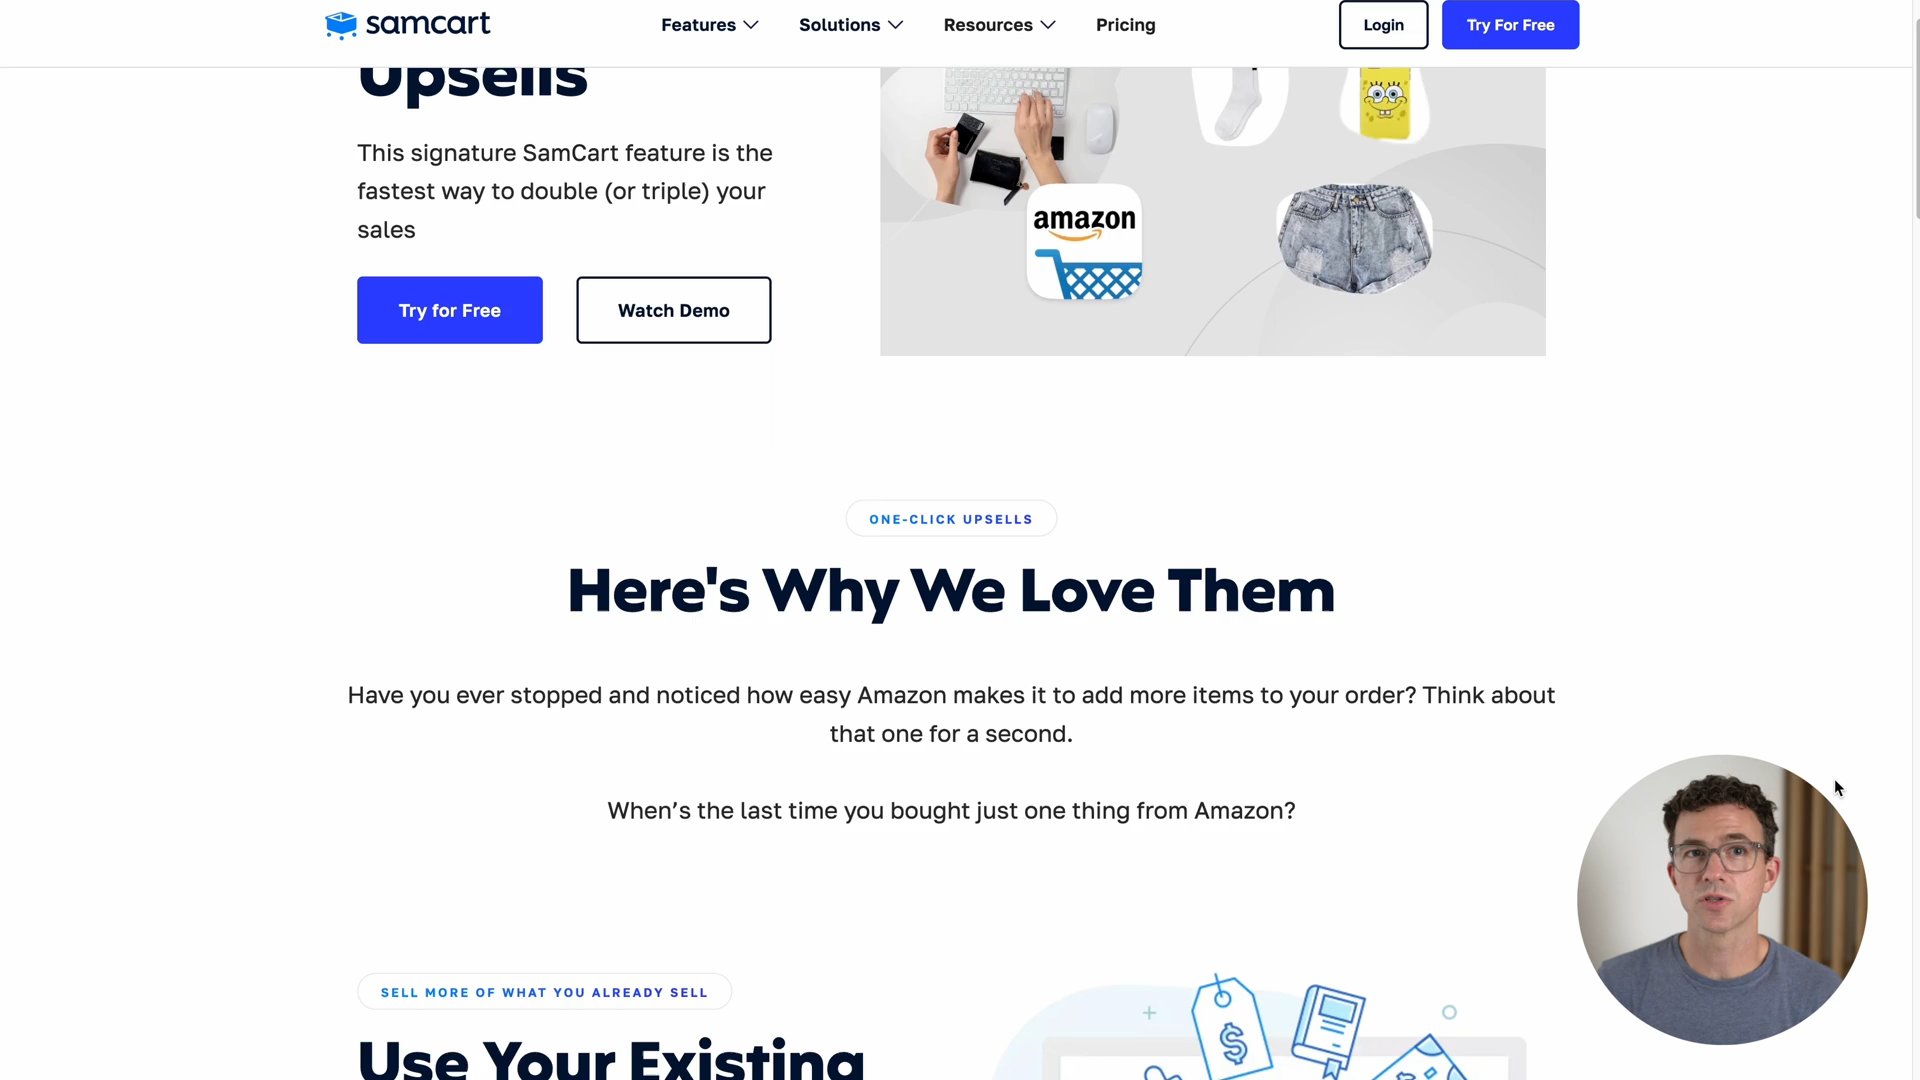 samcart
Features
Solutions
Resources
Pricing
Login
Try For Free
Upsells
This signature SamCart feature is the
fastest way to double (or triple) your
sales
Try for Free
Watch Demo
amazon
ONE-CLICK UPSELLS
Here's Why We Love Them
Have you ever stopped and noticed how easy Amazon makes it to add more items to your order? Think about
that one for a second.
When’s the last time you bought just one thing from Amazon?
SELL MORE OF WHAT YOU ALREADY SELL
Use Your Existing
$